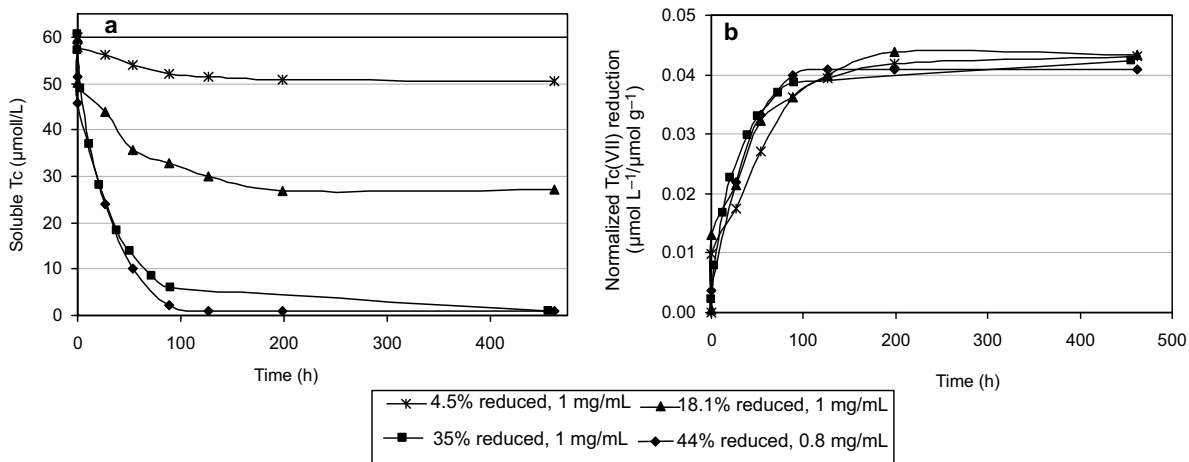 a
60
50
40
30
20
10
0
Soluble Tc (µmoll/L)
0 100 200 300 400
Time (h)
b
0.05
0.04
0.03
0.02
0.01
0.00
Normalized Tc(VII) reduction
(µmol L⁻¹/µmol g⁻¹)
0 100 200 300 400 500
Time (h)
4.5% reduced, 1 mg/mL 18.1% reduced, 1 mg/mL
35% reduced, 1 mg/mL 44% reduced, 0.8 mg/mL